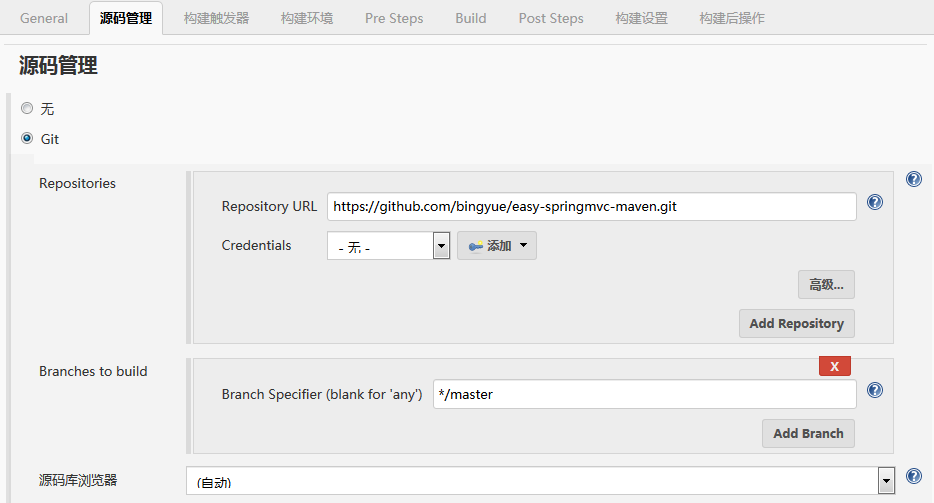 General 源码管理 构建触发器 构建环境 Pre Steps Build Post Steps 构建设置 构建后操作
源码管理
无
Git
Repositories
Repository URL https://github.com/bingyue/easy-springmvc-maven.git
Credentials - 无 - 添加
高级...
Add Repository
Branches to build
X
Branch Specifier (blank for 'any') */master
Add Branch
源码库浏览器 (自动)